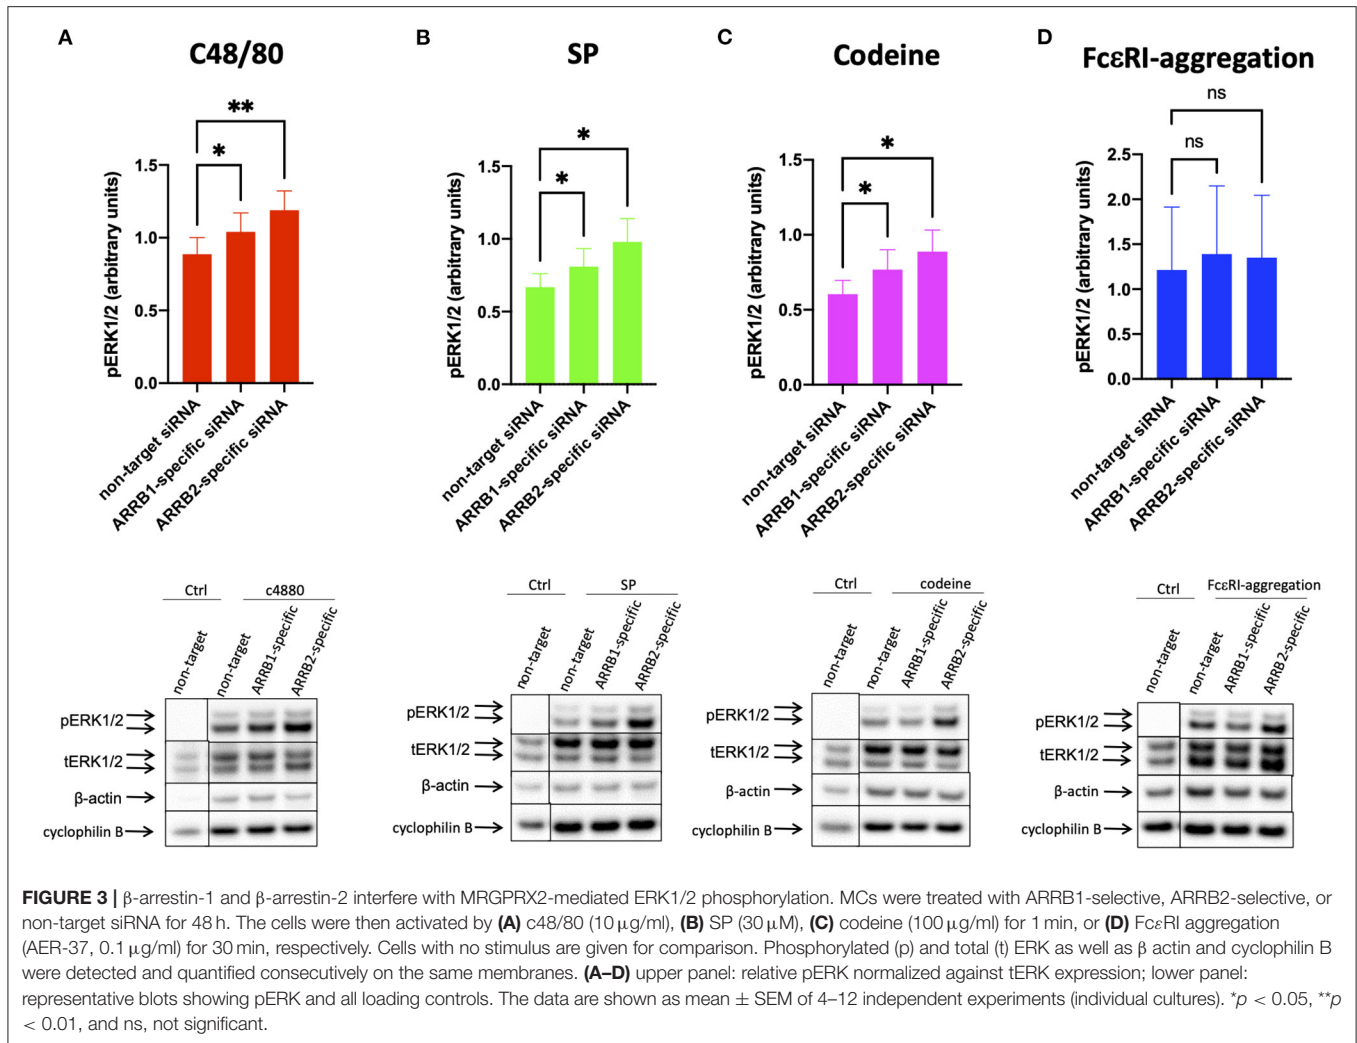 A
C48/80
**
*
pERK1/2 (arbitrary units)
1.5
1.0
0.5
0.0
non-target siRNA
ARRB1-specific siRNA
ARRB2-specific siRNA
B
SP
*
*
pERK1/2 (arbitrary units)
1.5
1.0
0.5
0.0
non-target siRNA
ARRB1-specific siRNA
ARRB2-specific siRNA
C
Codeine
*
*
pERK1/2 (arbitrary units)
1.5
1.0
0.5
0.0
non-target siRNA
ARRB1-specific siRNA
ARRB2-specific siRNA
D
FcεRI-aggregation
ns
ns
pERK1/2 (arbitrary units)
2.5
2.0
1.5
1.0
0.5
0.0
non-target siRNA
ARRB1-specific siRNA
ARRB2-specific siRNA
Ctrl
c4880
non-target
non-target
ARRB1-specific
ARRB2-specific
pERK1/2
tERK1/2
β-actin
cyclophilin B
Ctrl
SP
non-target
non-target
ARRB1-specific
ARRB2-specific
pERK1/2
tERK1/2
β-actin
cyclophilin B
Ctrl
codeine
non-target
non-target
ARRB1-specific
ARRB2-specific
pERK1/2
tERK1/2
β-actin
cyclophilin B
Ctrl
FcεRI-aggregation
non-target
non-target
ARRB1-specific
ARRB2-specific
pERK1/2
tERK1/2
β-actin
cyclophilin B
FIGURE 3 | β-arrestin-1 and β-arrestin-2 interfere with MRGPRX2-mediated ERK1/2 phosphorylation. MCs were treated with ARRB1-selective, ARRB2-selective, or
non-target siRNA for 48 h. The cells were then activated by (A) c48/80 (10 μg/ml), (B) SP (30 μM), (C) codeine (100 μg/ml) for 1 min, or (D) FcεRI aggregation
(AER-37, 0.1 μg/ml) for 30 min, respectively. Cells with no stimulus are given for comparison. Phosphorylated (p) and total (t) ERK as well as β actin and cyclophilin B
were detected and quantified consecutively on the same membranes. (A–D) upper panel: relative pERK normalized against tERK expression; lower panel:
representative blots showing pERK and all loading controls. The data are shown as mean ± SEM of 4–12 independent experiments (individual cultures). *p < 0.05, **p
< 0.01, and ns, not significant.